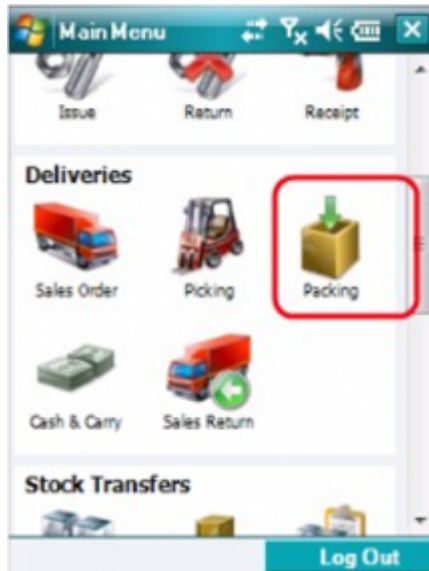 Main Menu
Issue Return Receipt
Deliveries
Sales Order Picking Packing
Cash & Carry Sales Return
Stock Transfers
Log Out